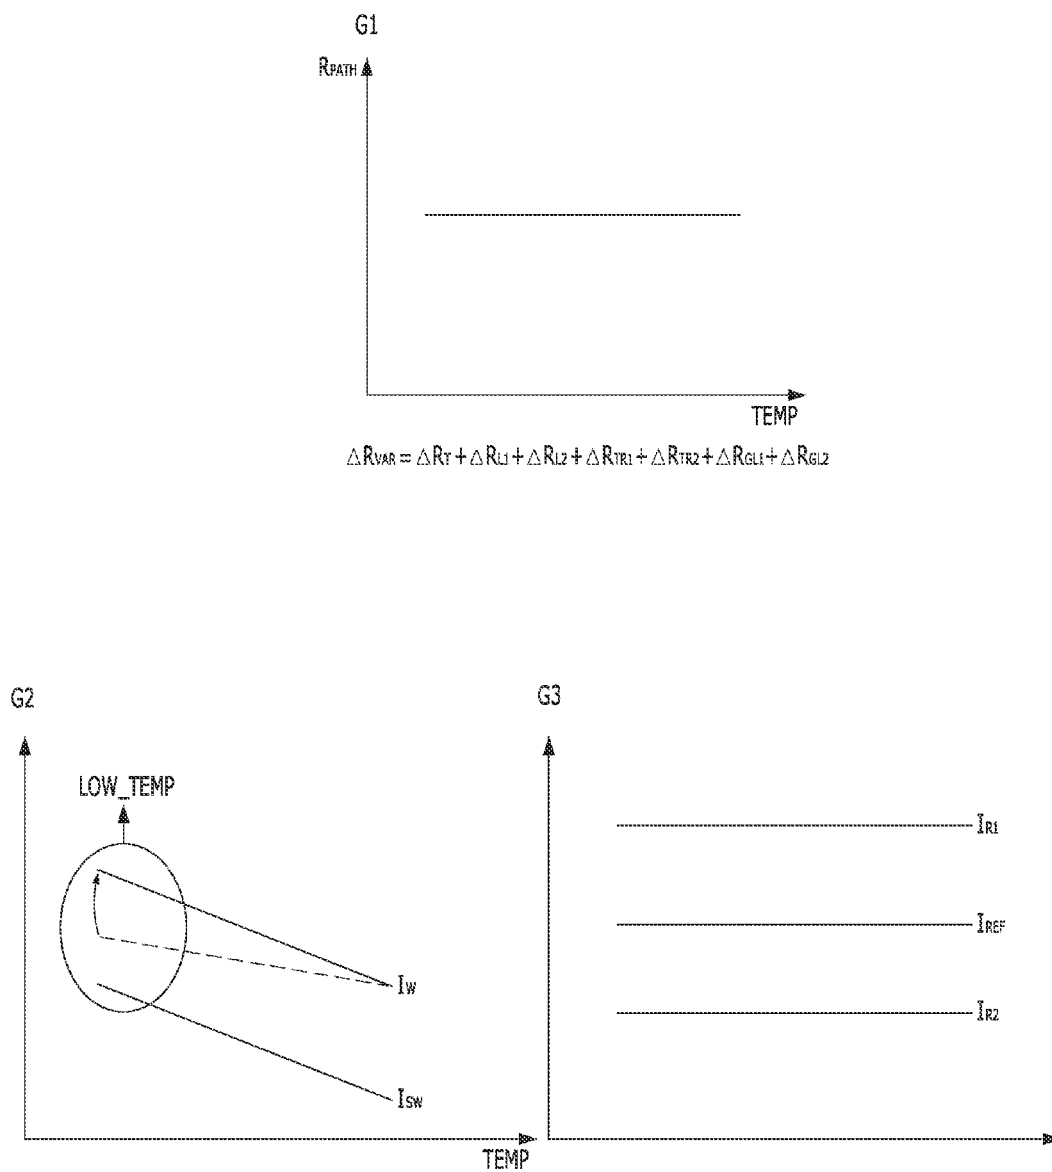 G1
RPATH
TEMP
△RVAR = △RT + △RL1 + △RL2 + △RTR1 + △RTR2 + △RGL1 + △RGL2
G2
G3
LOW_TEMP
IR1
IREF
IW
IR2
ISW
TEMP